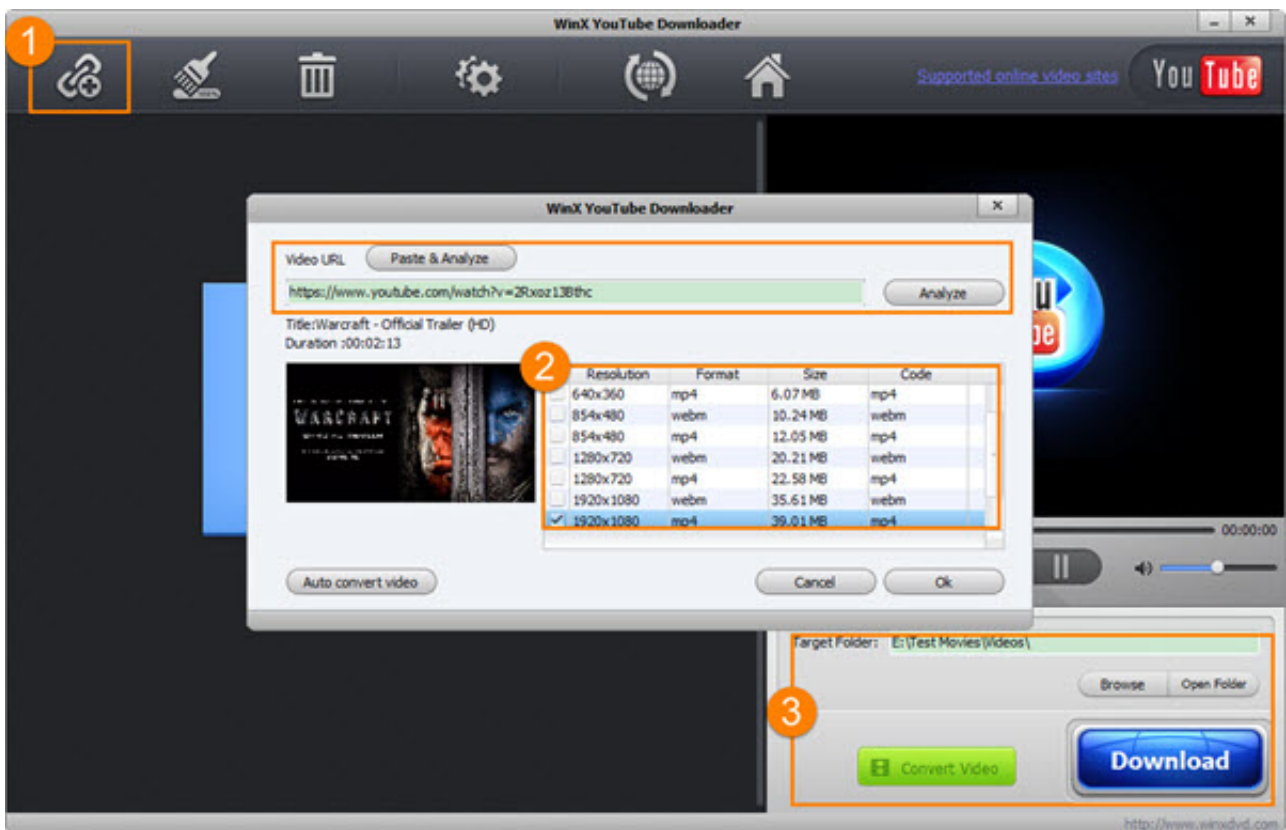 1
WinX YouTube Downloader
Supported online video sites
You Tube
WinX YouTube Downloader
Video URL
Paste & Analyze
https://www.youtube.com/watch?v=2Rxoz13Bthc
Analyze
Title:Warcraft - Official Trailer (HD)
Duration :00:02:13
WARCRAFT
2
Resolution Format Size Code
640x360 mp4 6.07 MB mp4
854x480 webm 10.24 MB webm
854x480 mp4 12.05 MB mp4
1280x720 webm 20.21 MB webm
1280x720 mp4 22.58 MB mp4
1920x1080 webm 35.61 MB webm
1920x1080 mp4 39.01 MB mp4
00:00:00
Auto convert video
Cancel
Ok
Target Folder: E:\Test Movies\Videos\
Browse
Open Folder
3
Convert Video
Download
http://www.winxdvd.com